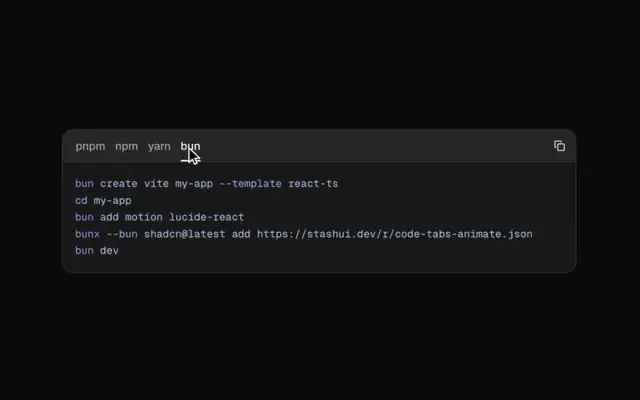 pnpm npm yarn bun
bun create vite my-app --template react-ts
cd my-app
bun add motion lucide-react
bunx --bun shadcn@latest add https://stashui.dev/r/code-tabs-animate.json
bun dev